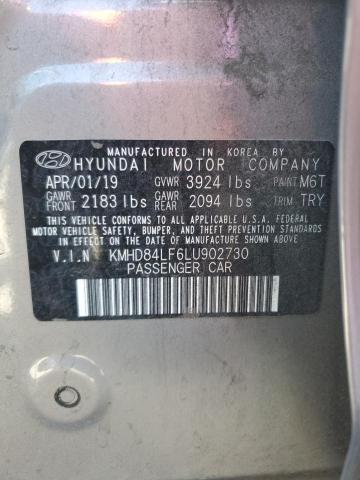 MANUFACTURED IN KOREA BY
HYUNDAI MOTOR COMPANY
APR/01/19 GVWR 3924 lbs PAINT M6T
GAWR FRONT 2183 lbs GAWR REAR 2094 lbs TRIM TRY
THIS VEHICLE CONFORMS TO ALL APPLICABLE U.S.A. FEDERAL
MOTOR VEHICLE SAFETY, BUMPER, AND THEFT PREVENTION
STANDARDS IN EFFECT ON THE DATE OF MANUFACTURE SHOWN ABOVE.
V.I.N KMHD84LF6LU902730
PASSENGER CAR